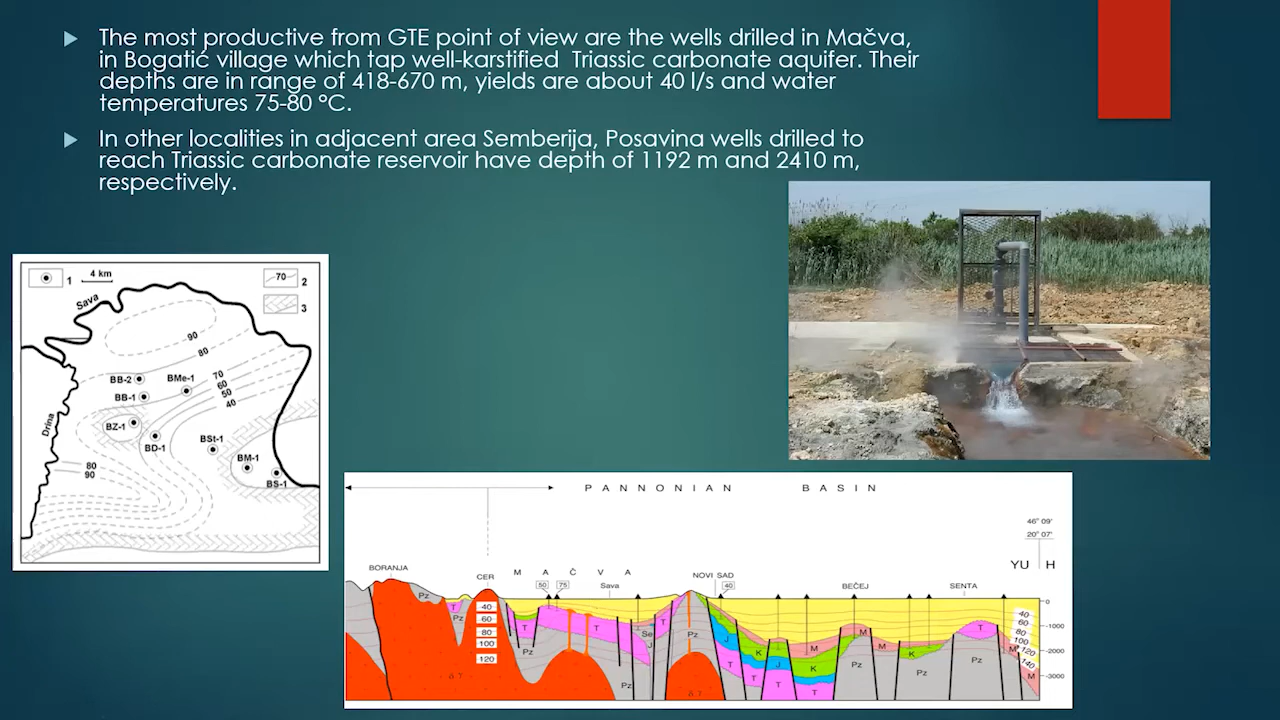 The most productive from GTE point of view are the wells drilled in Mačva,
in Bogatić village which tap well-karstified Triassic carbonate aquifer. Their
depths are in range of 418-670 m, yields are about 40 l/s and water
temperatures 75-80 °C.
In other localities in adjacent area Semberija, Posavina wells drilled to
reach Triassic carbonate reservoir have depth of 1192 m and 2410 m,
respectively.
1
4 km
70
2
3
Sava
90
80
70
60
50
40
BB-2
BMe-1
BB-1
BZ-1
BD-1
BSt-1
BM-1
BS-1
Drina
80
90
PANNONIAN BASIN
46° 09'
20° 07'
YU H
BORANJA
CER
MAČVA
50
75
Sava
NOVI SAD
40
BEČEJ
SENTA
Pz
T
Pz
40
60
80
100
120
T
Pz
T
T
Pz
Se
J
T
Pz
J
T
K
T
J
T
M
K
T
M
Pz
M
K
Pz
T
Pz
M
M
40
60
80
100
120
140
0
-1000
-2000
-3000